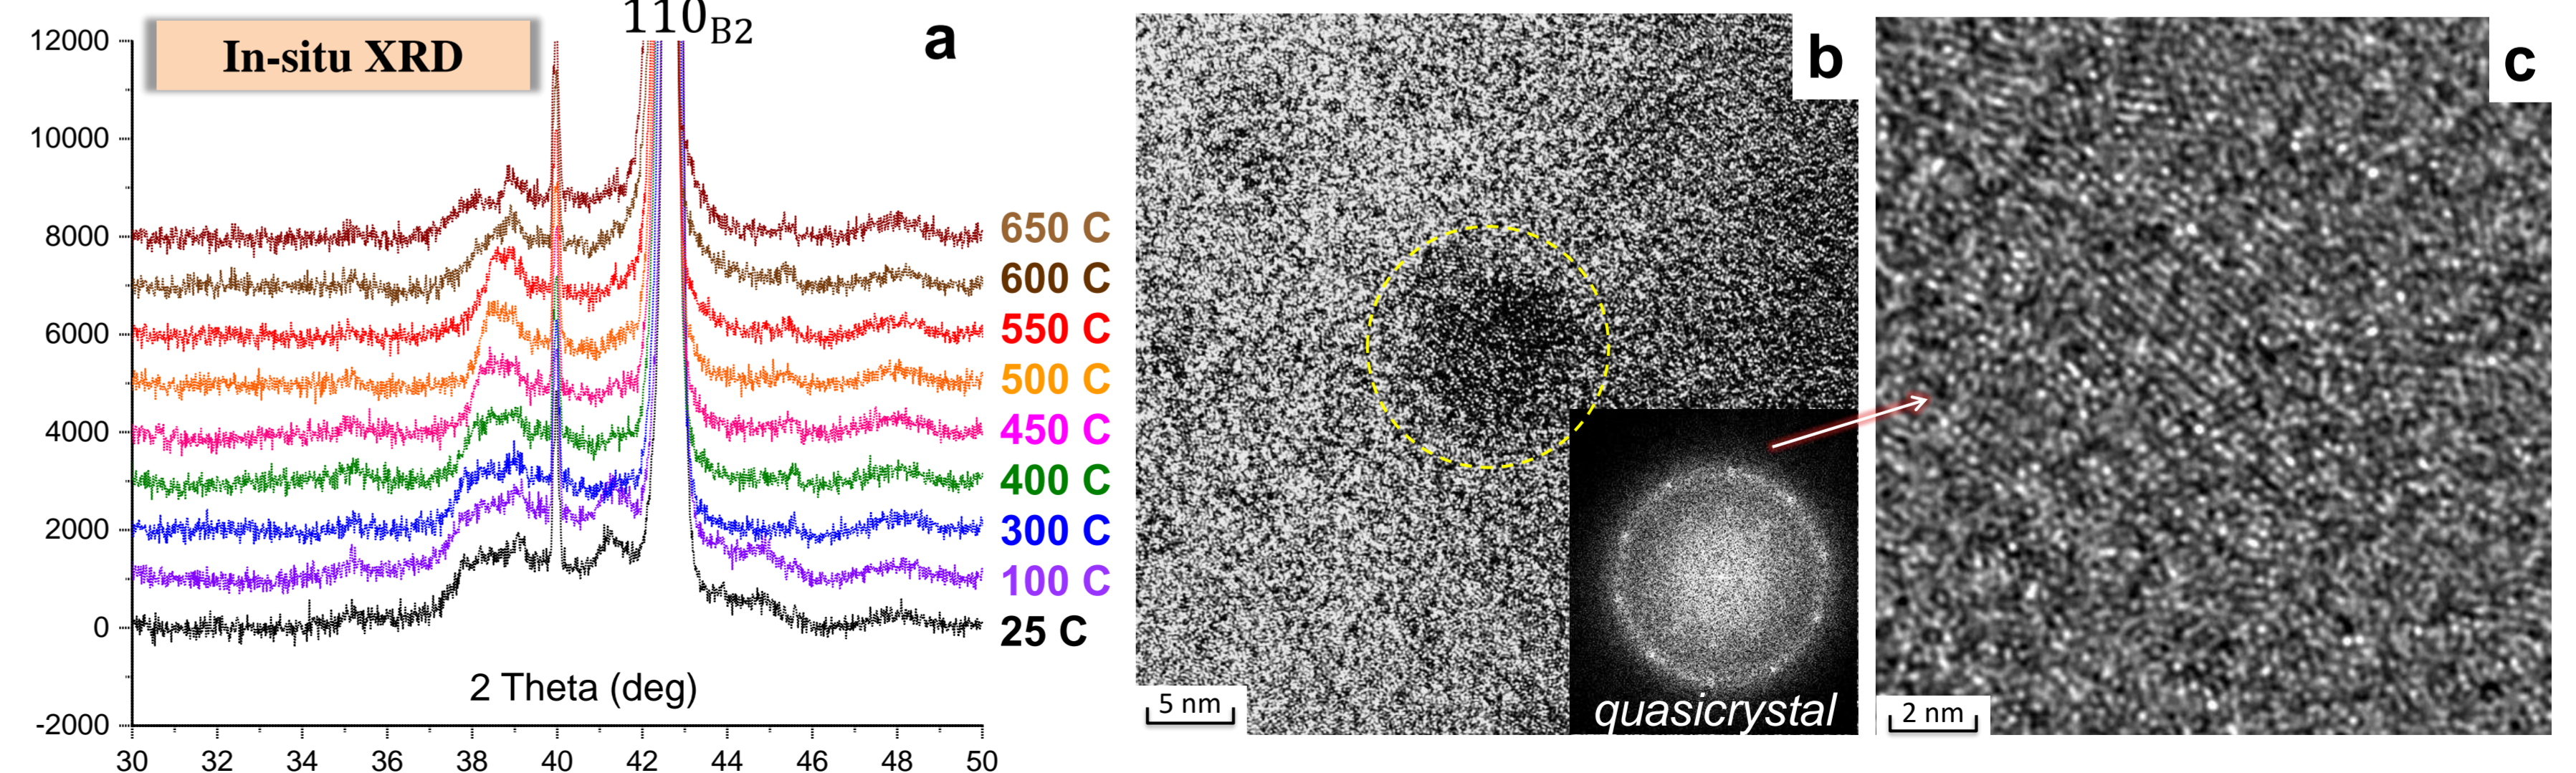 In-situ XRD
110B2
a
12000
10000
8000
6000
4000
2000
0
-2000
650 C
600 C
550 C
500 C
450 C
400 C
300 C
100 C
25 C
2 Theta (deg)
30 32 34 36 38 40 42 44 46 48 50
b
5 nm
quasicrystal
c
2 nm